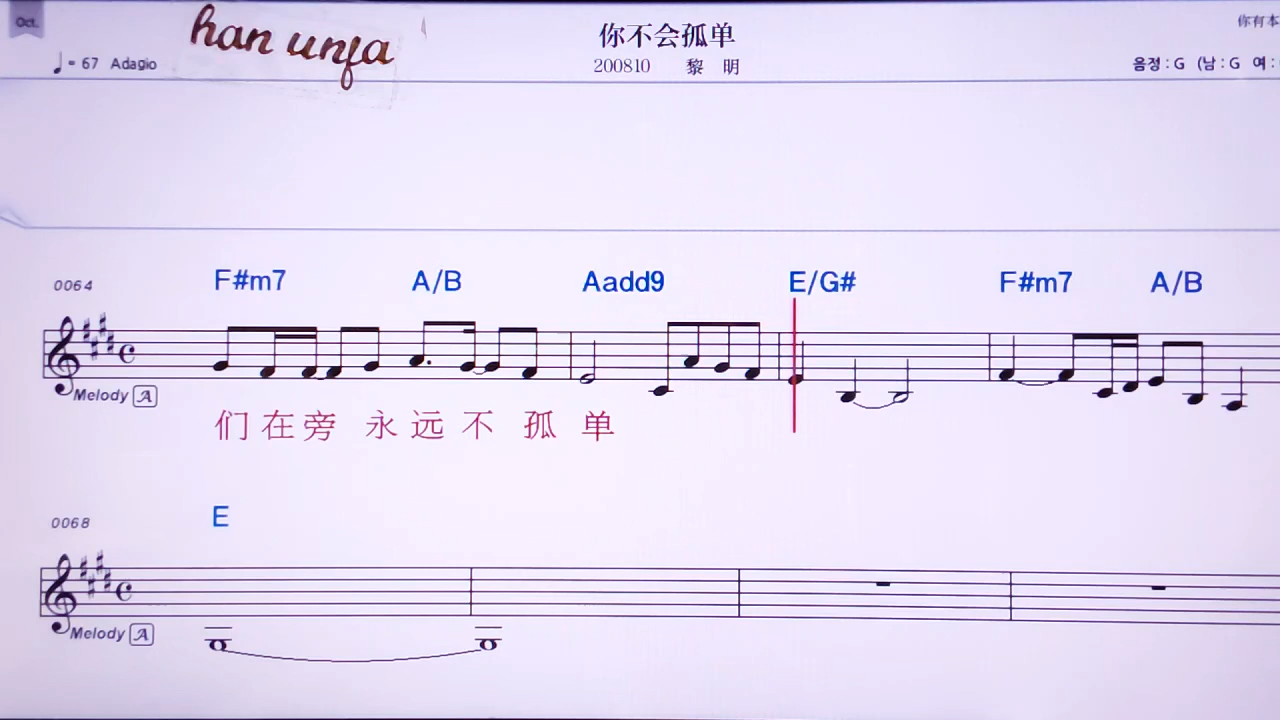 Oct.
han unfa
你不会孤单
你有本
♩= 67 Adagio
200810 黎 明
음정 : G (남 : G 여 :
0064 F#m7 A/B Aadd9 E/G# F#m7 A/B
Melody A
们 在 旁 永 远 不 孤 单
0068 E
Melody A